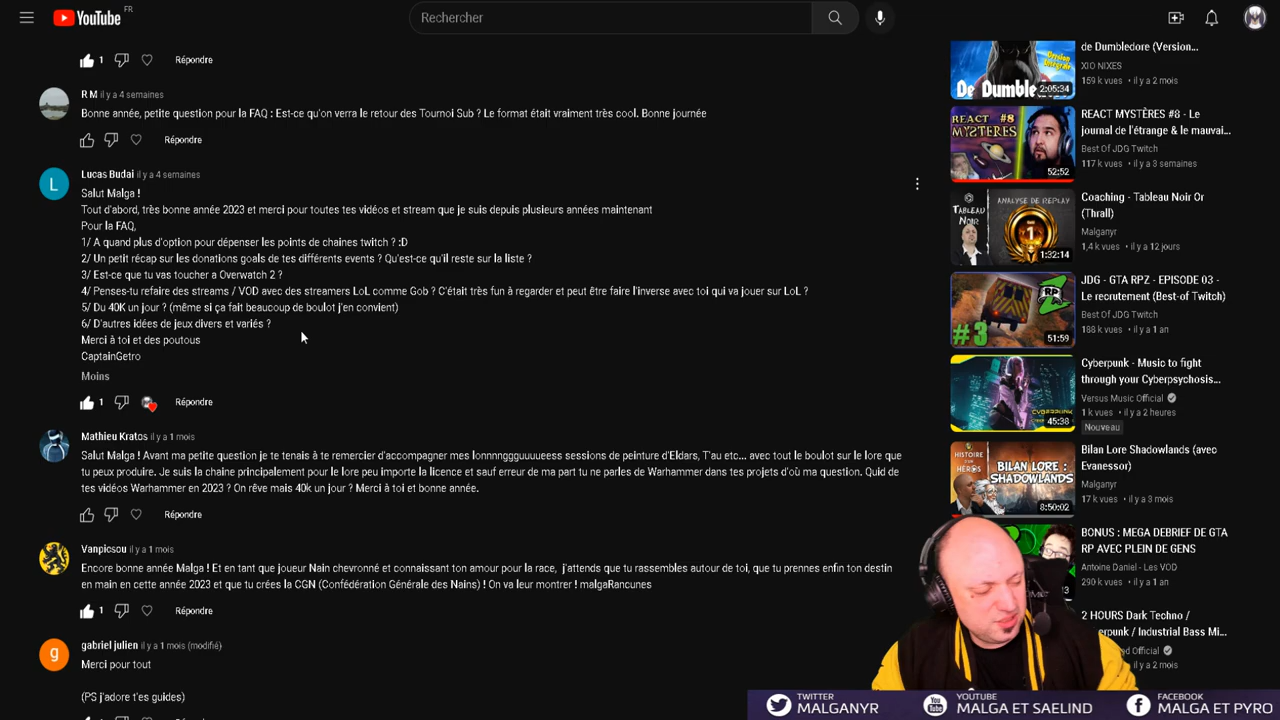 YouTube FR
Rechercher
1 Répondre
R M il y a 4 semaines
Bonne année, petite question pour la FAQ : Est-ce qu'on verra le retour des Tournoi Sub ? Le format était vraiment très cool. Bonne journée
Répondre
Lucas Budai il y a 4 semaines
Salut Malga !
Tout d'abord, très bonne année 2023 et merci pour toutes tes vidéos et stream que je suis depuis plusieurs années maintenant
Pour la FAQ,
1/ A quand plus d'option pour dépenser les points de chaines twitch ? :D
2/ Un petit récap sur les donations goals de tes différents events ? Qu'est-ce qu'il reste sur la liste ?
3/ Est-ce que tu vas toucher a Overwatch 2 ?
4/ Penses-tu refaire des streams / VOD avec des streamers LoL comme Gob ? C'était très fun à regarder et peut être faire l'inverse avec toi qui va jouer sur LoL ?
5/ Du 40K un jour ? (même si ça fait beaucoup de boulot j'en convient)
6/ D'autres idées de jeux divers et variés ?
Merci à toi et des poutous
CaptainGetro
Moins
1 Répondre
Mathieu Kratos il y a 1 mois
Salut Malga ! Avant ma petite question je te tenais à te remercier d'accompagner mes lonnnngggguuueess sessions de peinture d'Eldars, T'au etc... avec tout le boulot sur le lore que
tu peux produire. Je suis la chaine principalement pour le lore peu importe la licence et sauf erreur de ma part tu ne parles de Warhammer dans tes projets d'où ma question. Quid de
tes vidéos Warhammer en 2023 ? On rêve mais 40k un jour ? Merci à toi et bonne année.
Répondre
Vanpicsou il y a 1 mois
Encore bonne année Malga ! Et en tant que joueur Nain chevronné et connaissant ton amour pour la race, j'attends que tu rassembles autour de toi, que tu prennes enfin ton destin
en main en cette année 2023 et que tu crées la CGN (Confédération Générale des Nains) ! On va leur montrer ! malgaRancunes
1 Répondre
gabriel julien il y a 1 mois (modifié)
Merci pour tout
(PS j'adore t'es guides)
De Dumbledore
2:05:34
de Dumbledore (Version...
XIO NIXES
159 k vues • il y a 2 mois
REACT #8
MYSTERES
52:52
REACT MYSTÈRES #8 - Le
journal de l'étrange & le mauvai...
Best Of JDG Twitch
117 k vues • il y a 3 semaines
TABLEAU
NOIR
ANALYSE DE REPLAY
1
1:32:14
Coaching - Tableau Noir Or
(Thrall)
Malganyr
1,4 k vues • il y a 12 jours
#3
51:59
JDG - GTA RPZ - EPISODE 03 -
Le recrutement (Best-of Twitch)
Best Of JDG Twitch
188 k vues • il y a 1 an
45:38
Cyberpunk - Music to fight
through your Cyberpsychosis...
Versus Music Official
1 k vues • il y a 2 heures
Nouveau
HISTOIRE
HÉROS
BILAN LORE :
SHADOWLANDS
8:50:02
Bilan Lore Shadowlands (avec
Evanessor)
Malganyr
17 k vues • il y a 3 mois
BONUS : MEGA DEBRIEF DE GTA
RP AVEC PLEIN DE GENS
Antoine Daniel - Les VOD
290 k vues • il y a 1 an
2 HOURS Dark Techno /
erpunk / Industrial Bass Mi...
Official
il y a 2 mois
TWITTER
MALGANYR
YOUTUBE
MALGA ET SAELIND
FACEBOOK
MALGA ET PYRO